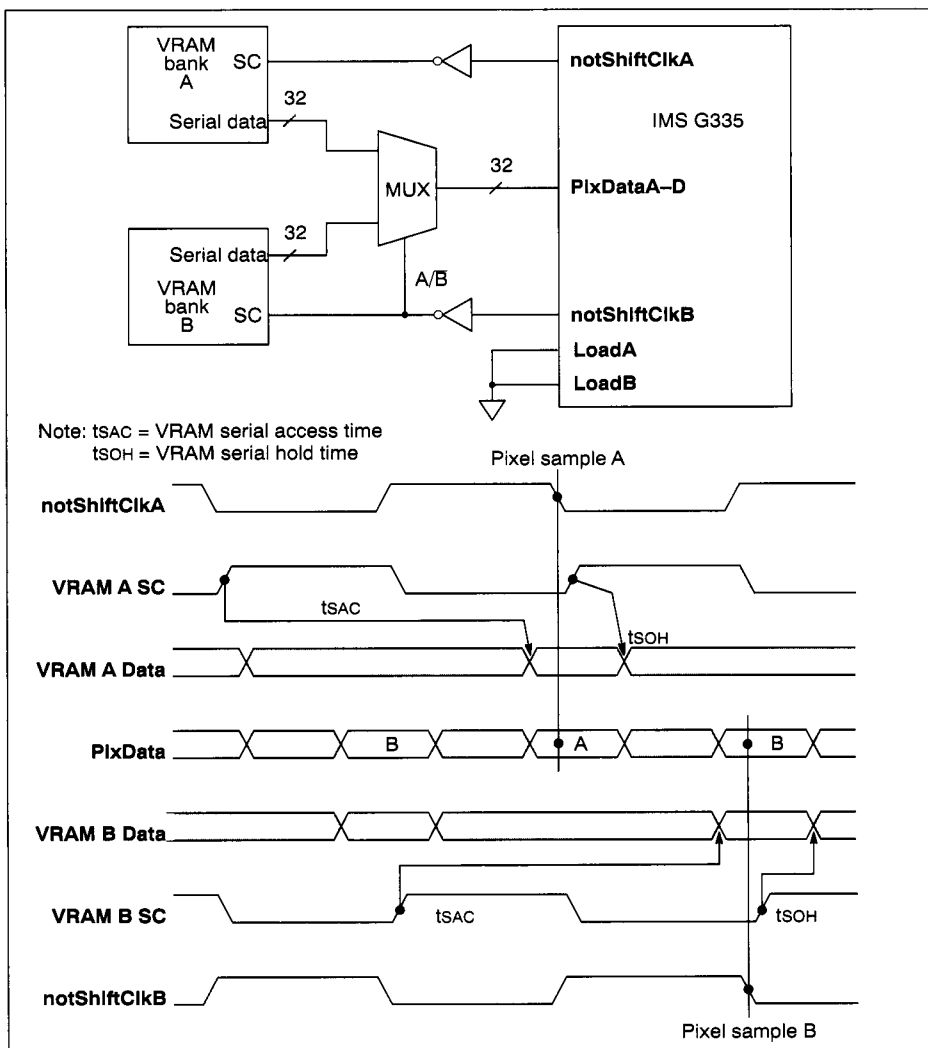 VRAM
bank
A
SC
Serial data
32
notShiftClkA
IMS G335
MUX
32
PixDataA–D
Serial data
32
VRAM
bank
B
SC
A/B̅
notShiftClkB
LoadA
LoadB
Note: tSAC = VRAM serial access time
tSOH = VRAM serial hold time
Pixel sample A
notShiftClkA
VRAM A SC
tSAC
tSOH
VRAM A Data
PixData
B
A
B
VRAM B Data
VRAM B SC
tSAC
tSOH
notShiftClkB
Pixel sample B